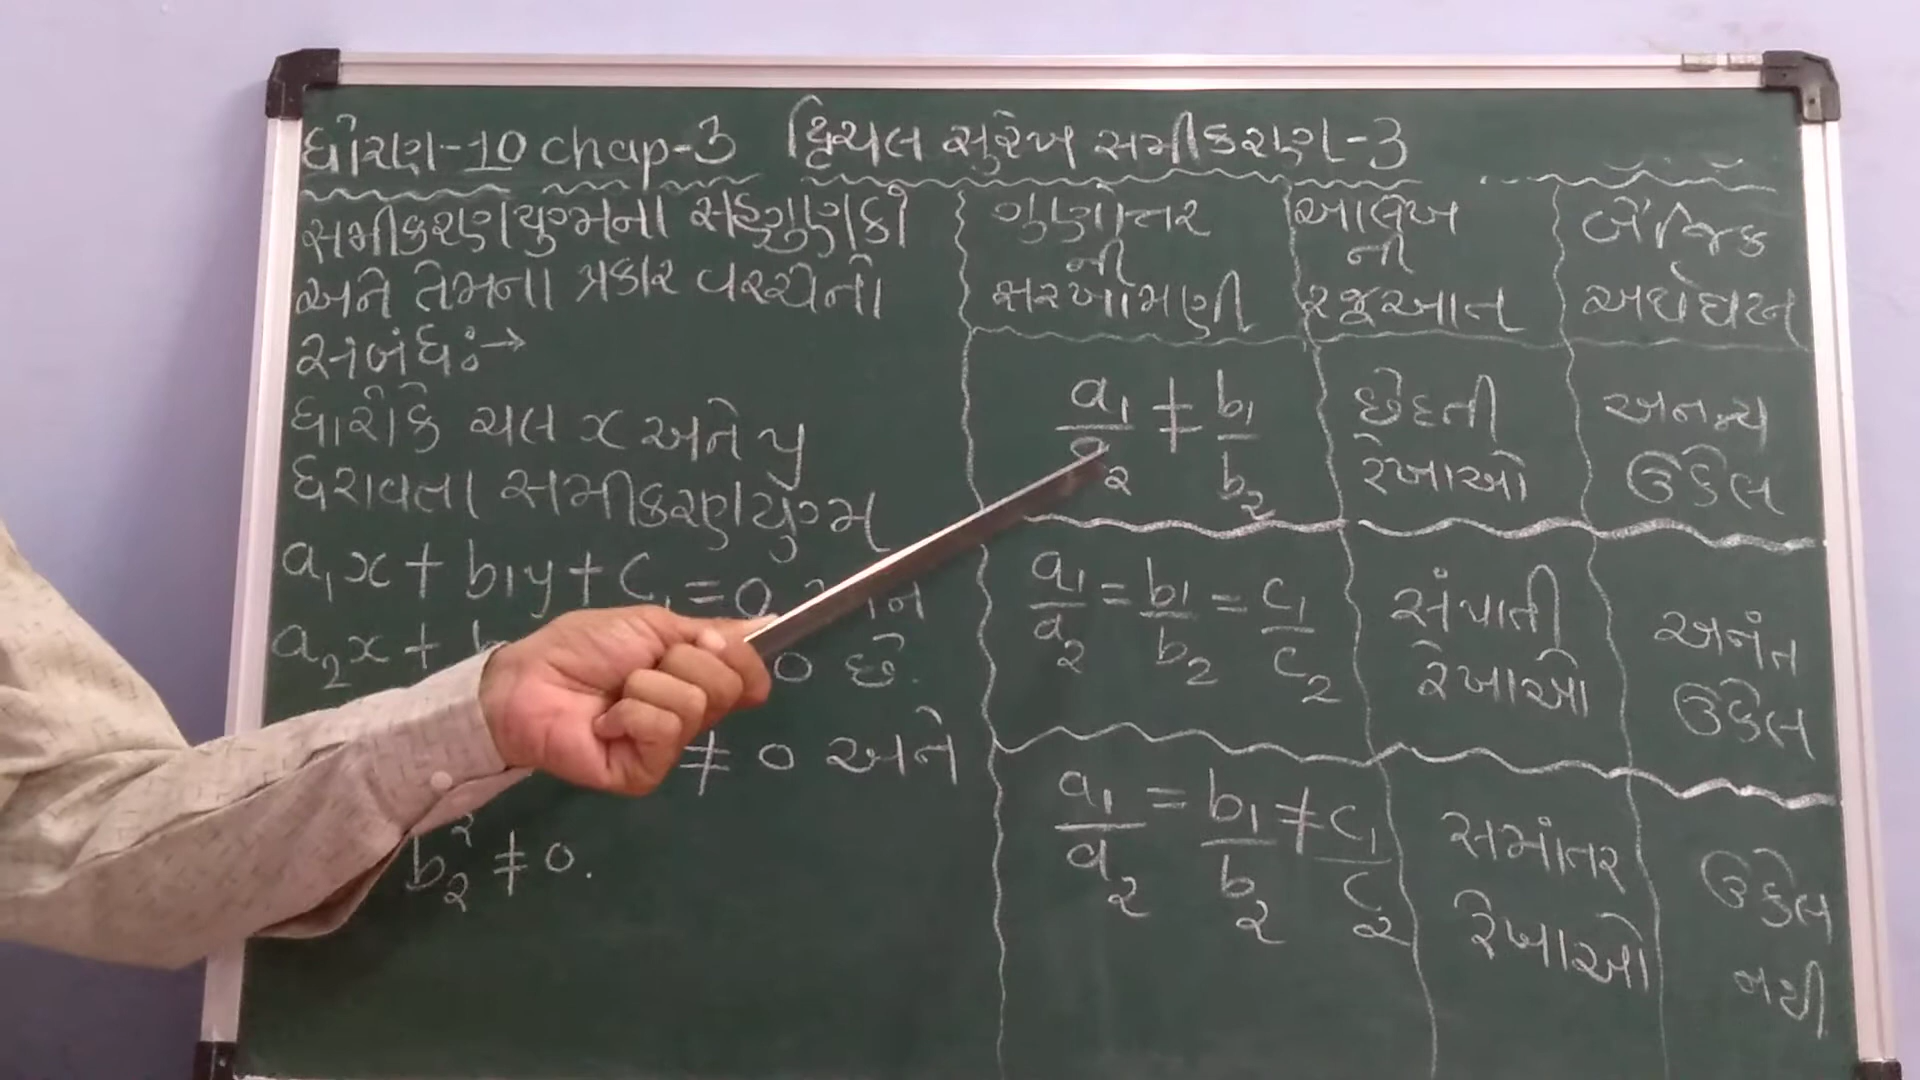 ધોરણ-10 chap-3 દ્વિચલ સુરેખ સમીકરણ-3
સમીકરણયુગ્મના સહગુણકો
અને તેમના પ્રકાર વચ્ચેનો
સંબંધઃ→
ધારોકે ચલ x અને y
ધરાવતા સમીકરણયુગ્મ
a₁x + b₁y + c₁ = 0
a₂x + 0 છે.
≠ 0 અને
b₂ ≠ 0.
ગુણોત્તર ની સરખામણી
આલેખ ની રજૂઆત
બૈજિક અર્થઘટન
a₁/a₂ ≠ b₁/b₂
છેદતી રેખાઓ
અનન્ય ઉકેલ
a₁/a₂ = b₁/b₂ = c₁/c₂
સંપાતી રેખાઓ
અનંત ઉકેલ
a₁/a₂ = b₁/b₂ ≠ c₁/c₂
સમાંતર રેખાઓ
ઉકેલ નથી